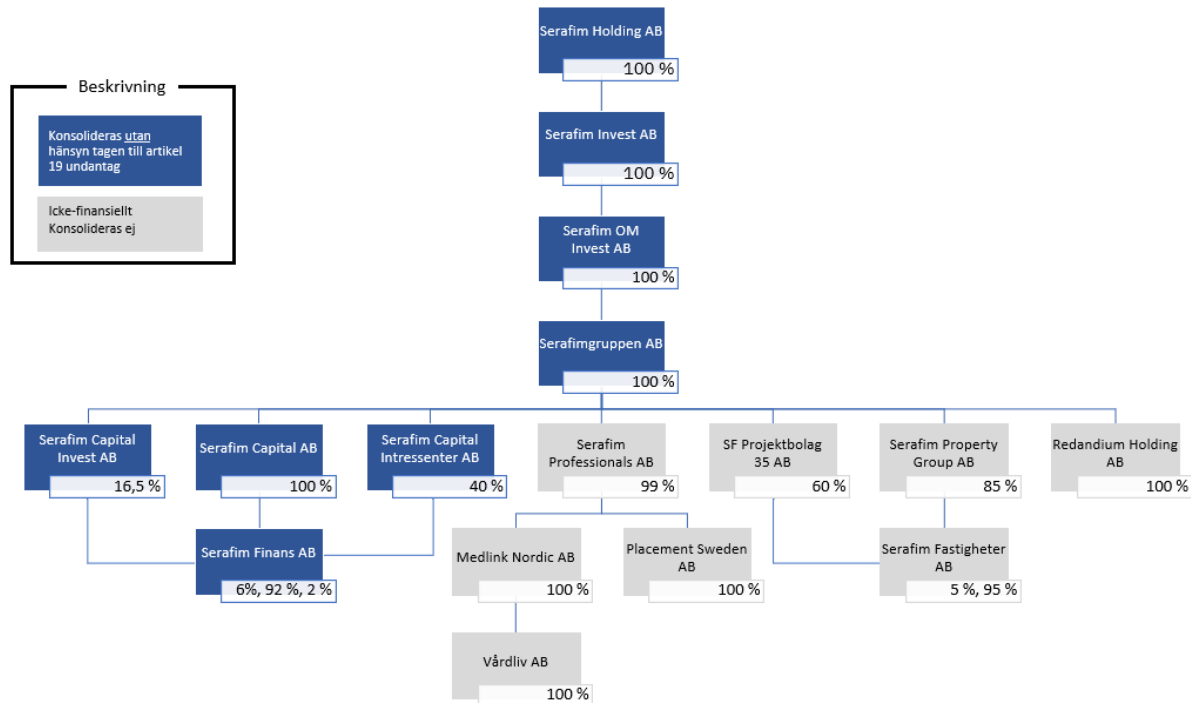 Serafim Holding AB
100 %
Beskrivning
Konsolideras utan
hänsyn tagen till artikel
19 undantag
Icke-finansiellt
Konsolideras ej
Serafim Invest AB
100 %
Serafim OM
Invest AB
100 %
Serafimgruppen AB
100 %
Serafim Capital
Invest AB
16,5 %
Serafim Capital AB
100 %
Serafim Capital
Intressenter AB
40 %
Serafim
Professionals AB
99 %
SF Projektbolag
35 AB
60 %
Serafim Property
Group AB
85 %
Redandium Holding
AB
100 %
Serafim Finans AB
6%, 92 %, 2 %
Medlink Nordic AB
100 %
Placement Sweden
AB
100 %
Serafim Fastigheter
AB
5 %, 95 %
Vårdliv AB
100 %